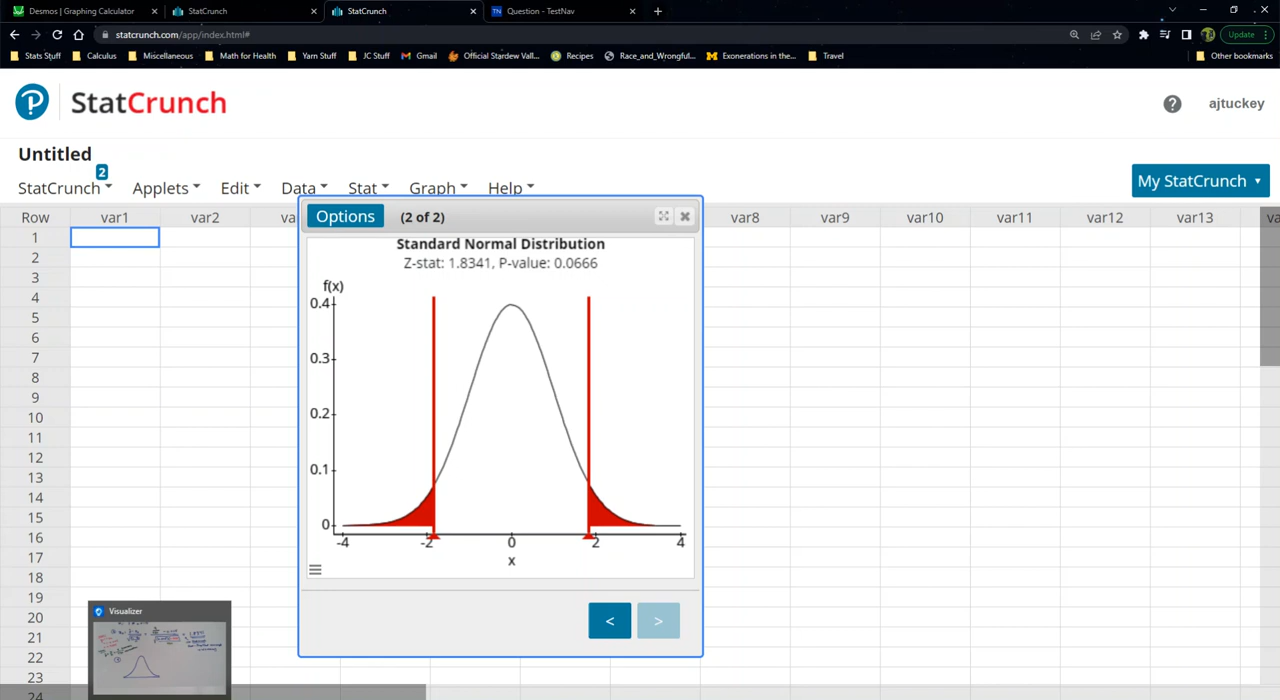 Desmos | Graphing Calculator StatCrunch StatCrunch Question - TestNav
statcrunch.com/app/index.html# Update
Stats Stuff Calculus Miscellaneous Math for Health Yarn Stuff JC Stuff Gmail Official Stardew Vall... Recipes Race_and_Wrongful... Exonerations in the... Travel Other bookmarks
StatCrunch ajtuckey
Untitled
2
StatCrunch Applets Edit Data Stat Graph Help My StatCrunch
Row var1 var2 va var8 var9 var10 var11 var12 var13 va
Options (2 of 2)
Standard Normal Distribution
Z-stat: 1.8341, P-value: 0.0666
f(x)
0.4
0.3
0.2
0.1
0
-4 -2 0 2 4
x
< >
1
2
3
4
5
6
7
8
9
10
11
12
13
14
15
16
17
18
19
20
21
22
23
24
Visualizer